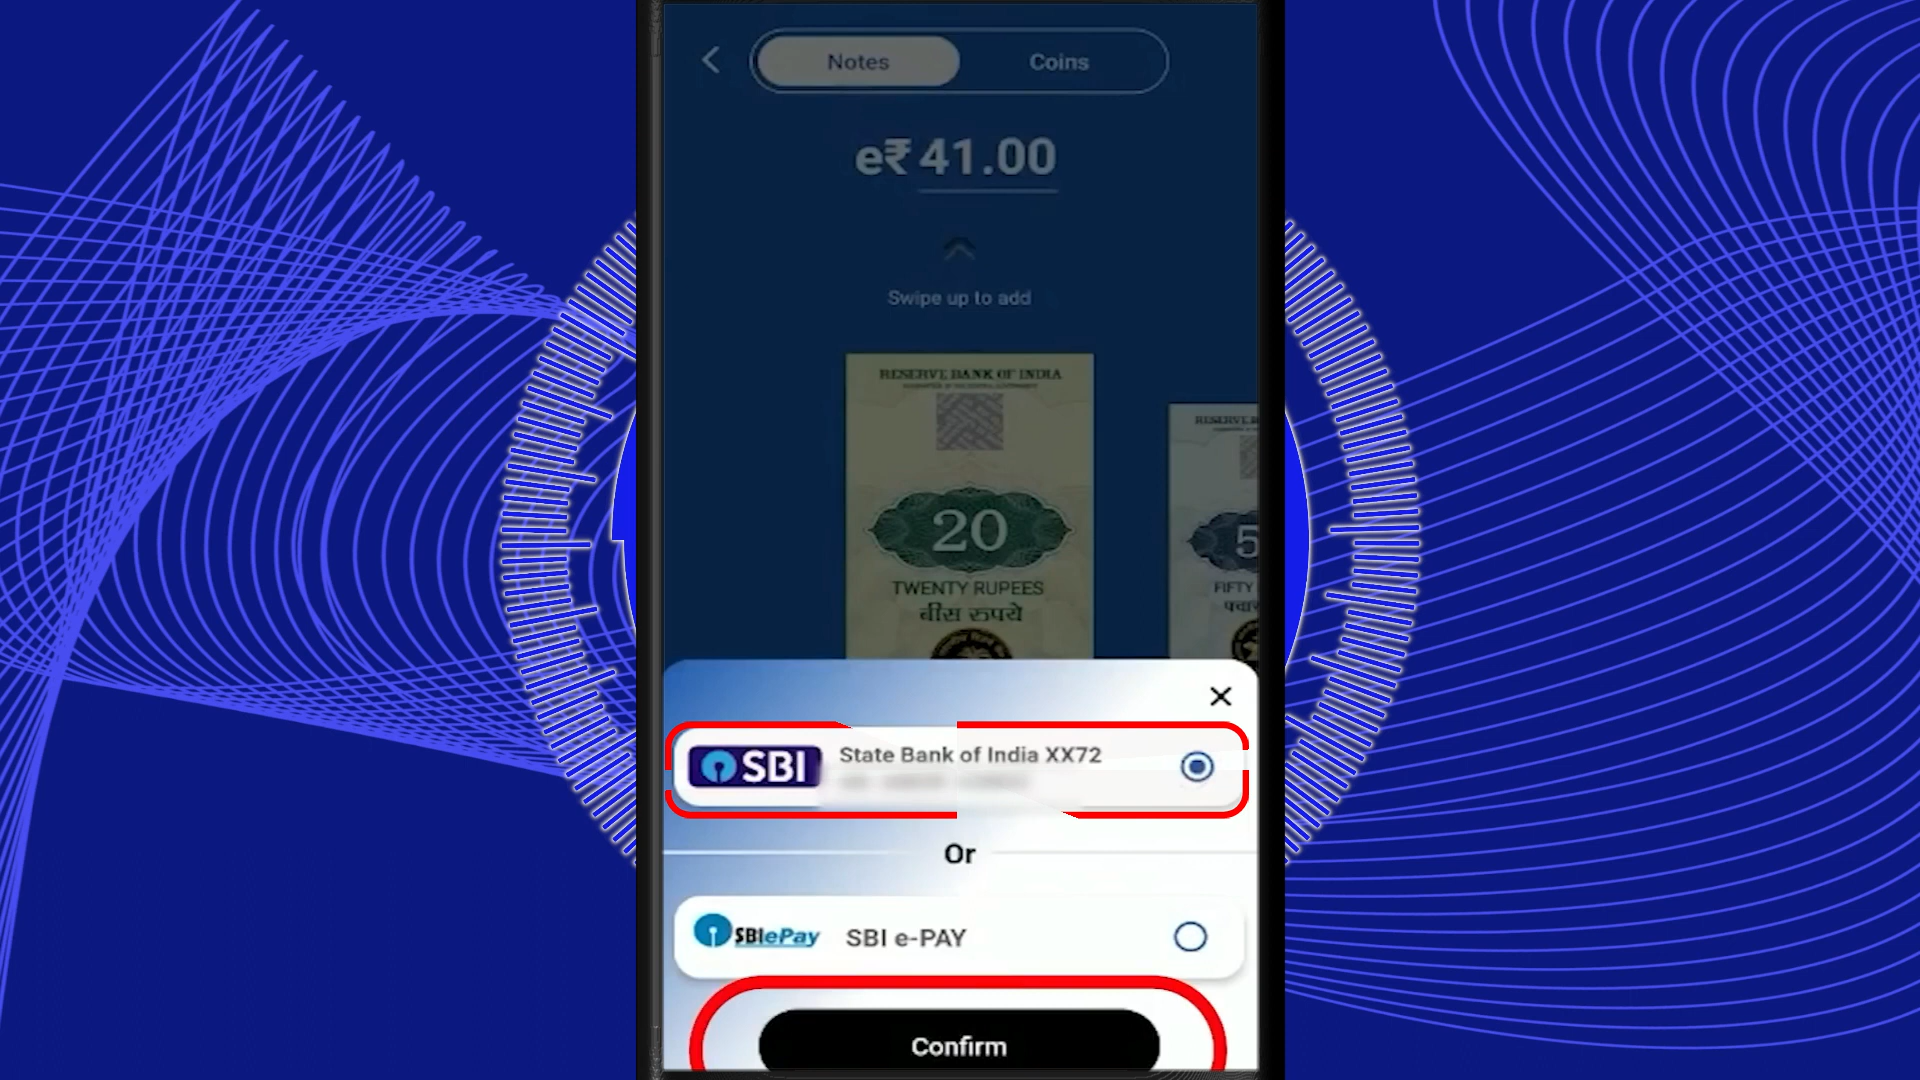 Notes
Coins
e₹ 41.00
Swipe up to add
RESERVE BANK OF INDIA
20
TWENTY RUPEES
बीस रुपये
FIFTY
SBI
State Bank of India XX72
Or
SBIePay
SBI e-PAY
Confirm